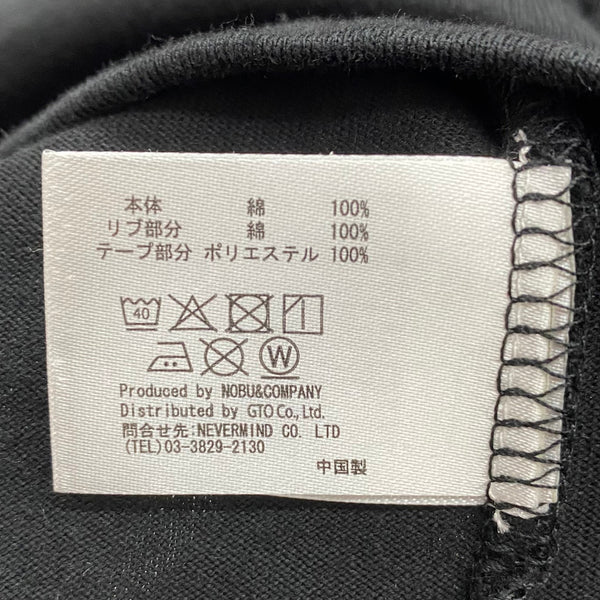 本体 綿 100%
リブ部分 綿 100%
テープ部分 ポリエステル 100%
40
W
Produced by NOBU&COMPANY
Distributed by GTO Co., Ltd.
問合せ先:NEVERMIND CO. LTD
(TEL)03-3829-2130
中国製